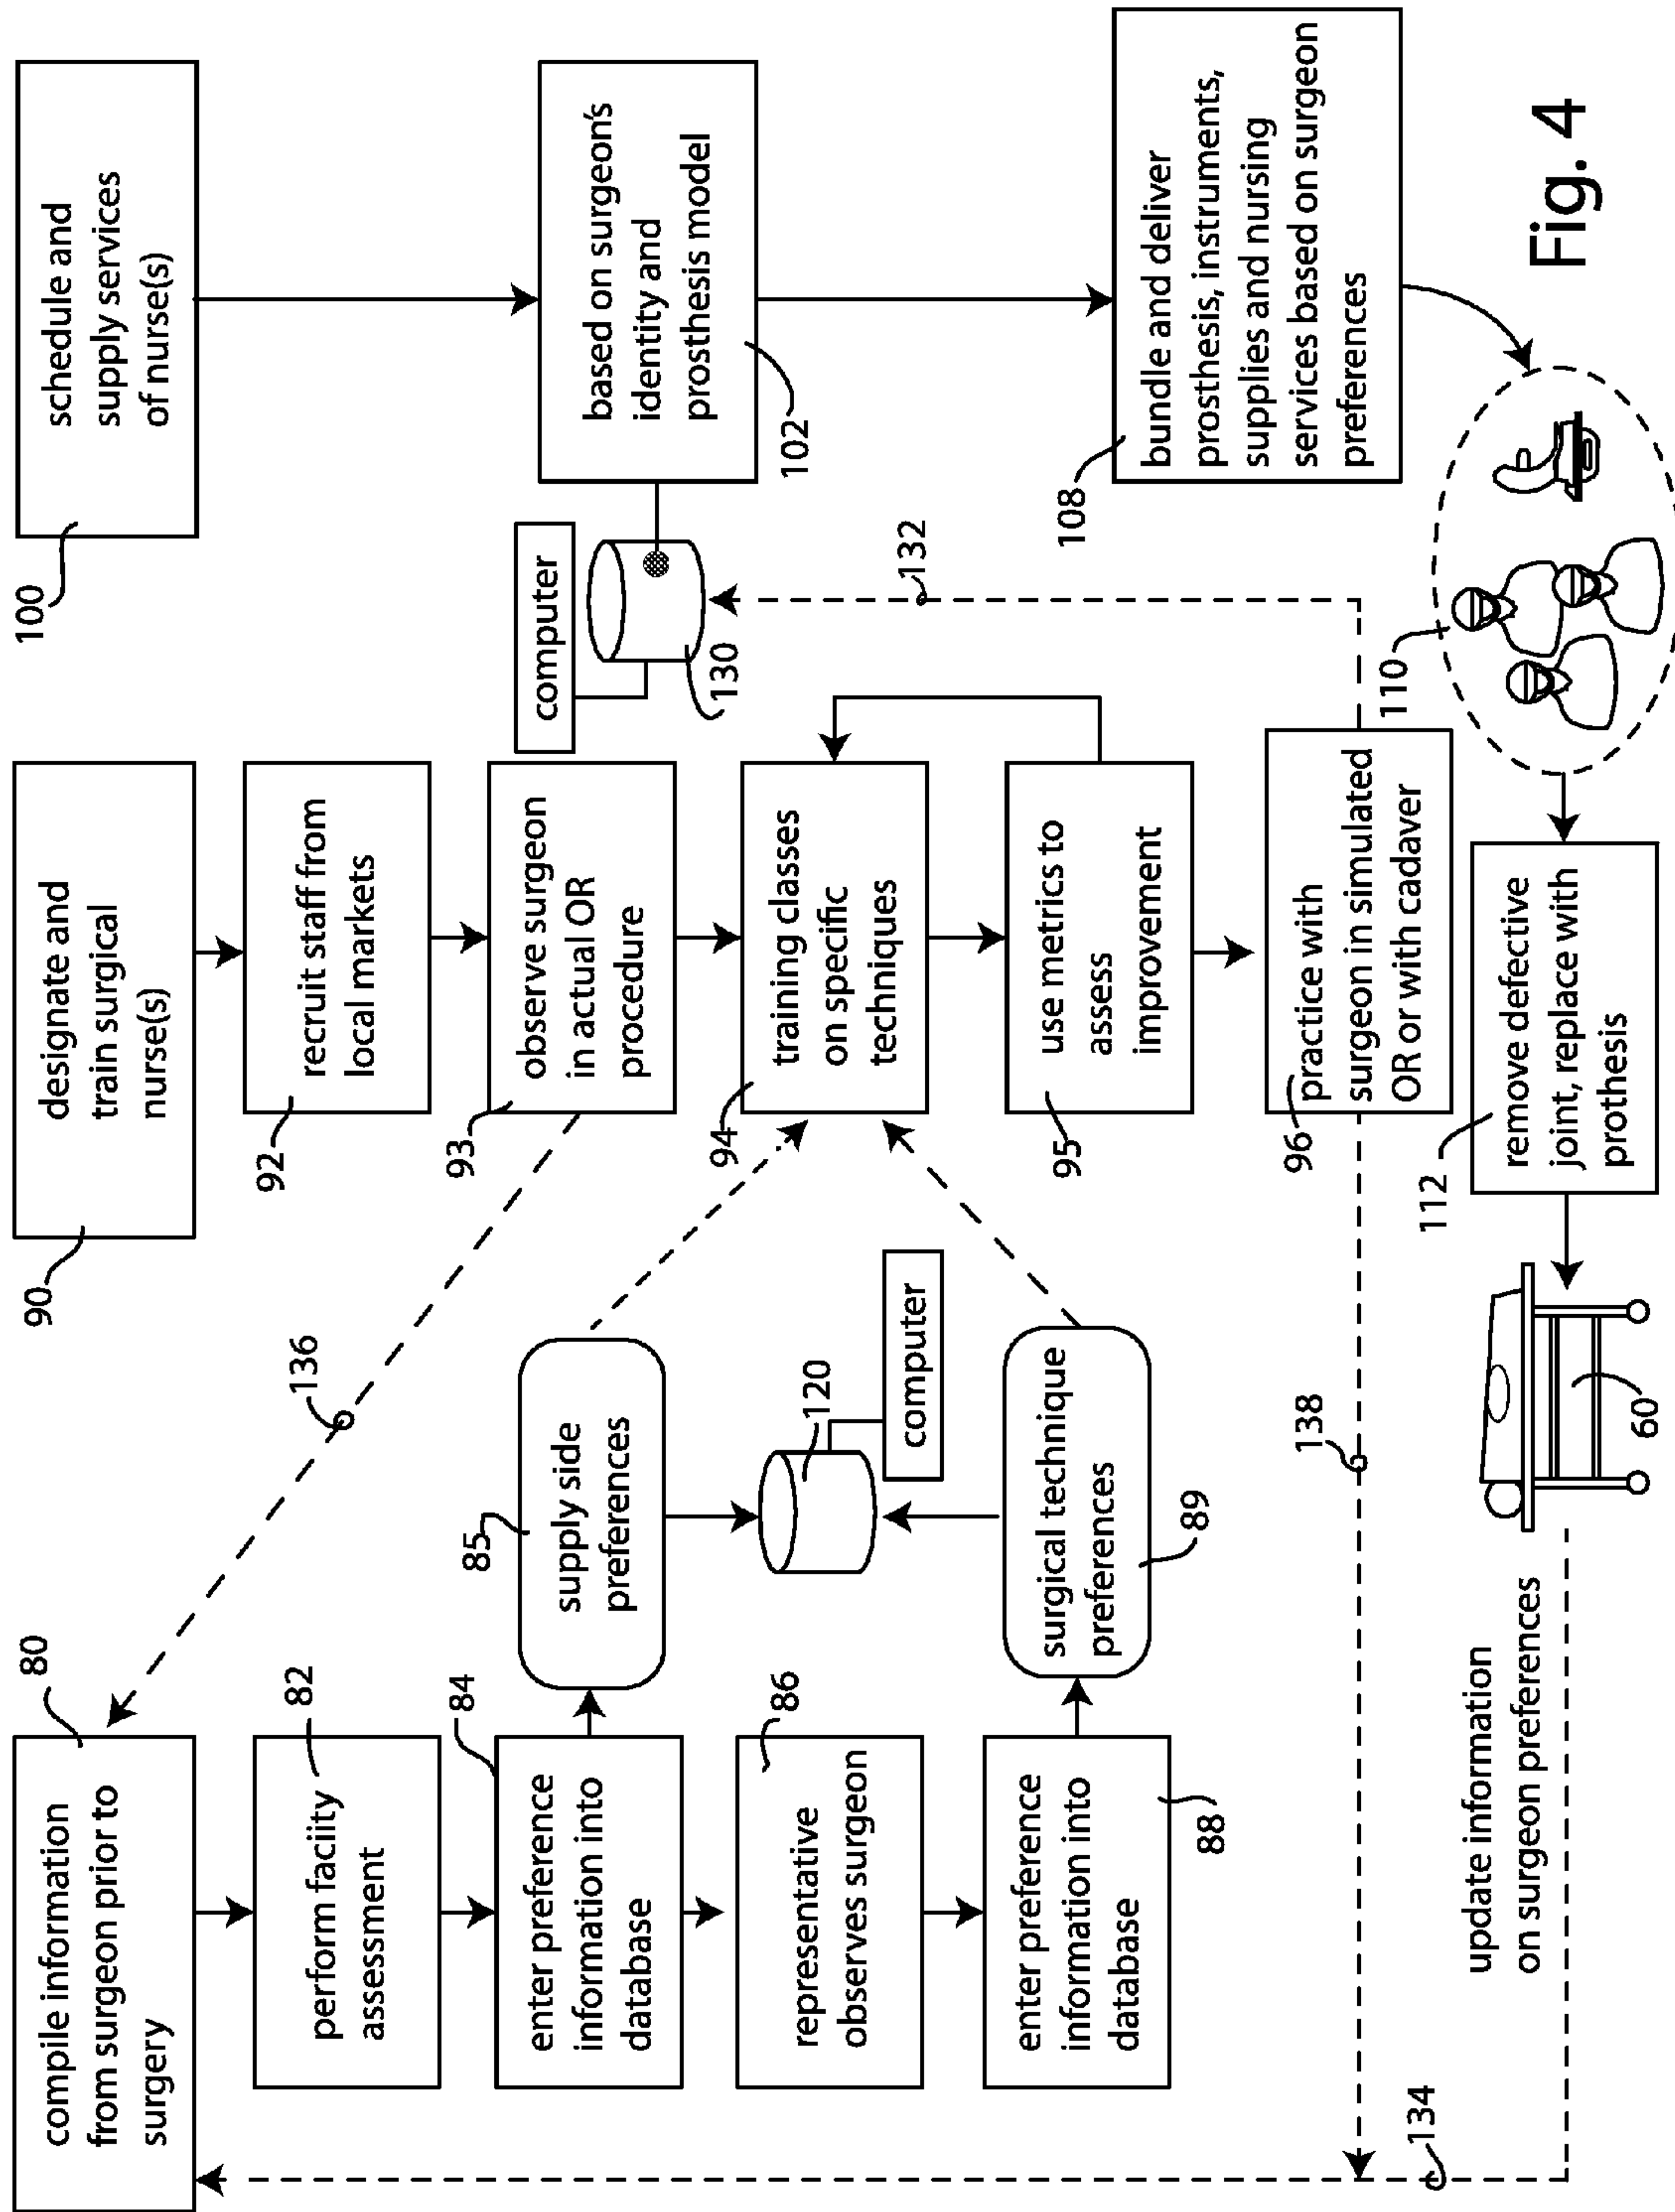 80
compile information
from surgeon prior to
surgery
82
perform faciity
assessment
84
enter preference
information into
database
86
representative
observes surgeon
88
enter preference
information into
database
85
supply side
preferences
120
computer
surgical technique
preferences
89
136
90
designate and
train surgical
nurse(s)
92
recruit staff from
local markets
93
observe surgeon
in actual OR
procedure
94
training classes
on specific
techniques
95
use metrics to
assess
improvement
96
practice with
surgeon in simulated
OR or with cadaver
138
132
100
schedule and
supply services
of nurse(s)
computer
130
based on surgeon's
identity and
prosthesis model
102
108
bundle and deliver
prosthesis, instruments,
supplies and nursing
services based on surgeon
preferences
110
112
remove defective
joint, replace with
prothesis
60
update information
on surgeon preferences
134
Fig. 4